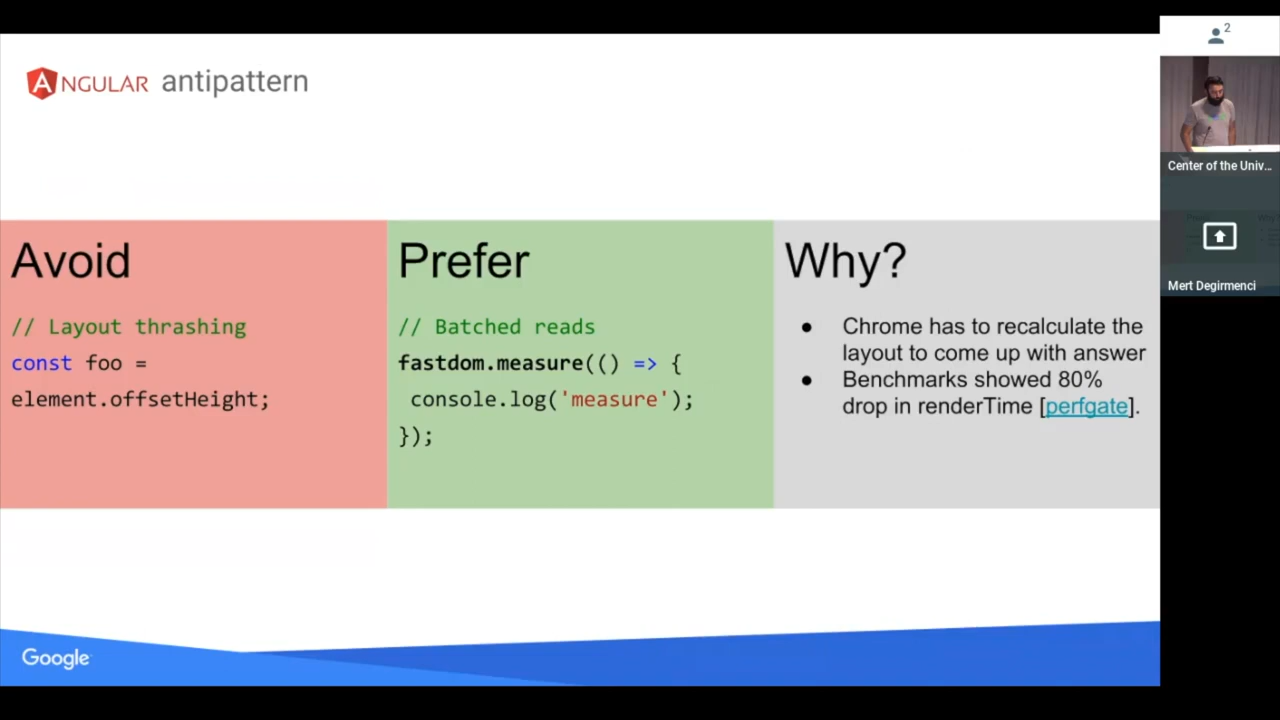 ANGULAR antipattern
Avoid
// Layout thrashing
const foo =
element.offsetHeight;
Prefer
// Batched reads
fastdom.measure(() => {
console.log('measure');
});
Why?
● Chrome has to recalculate the
layout to come up with answer
● Benchmarks showed 80%
drop in renderTime [perfgate].
Google
2
Center of the Univ...
Mert Degirmenci